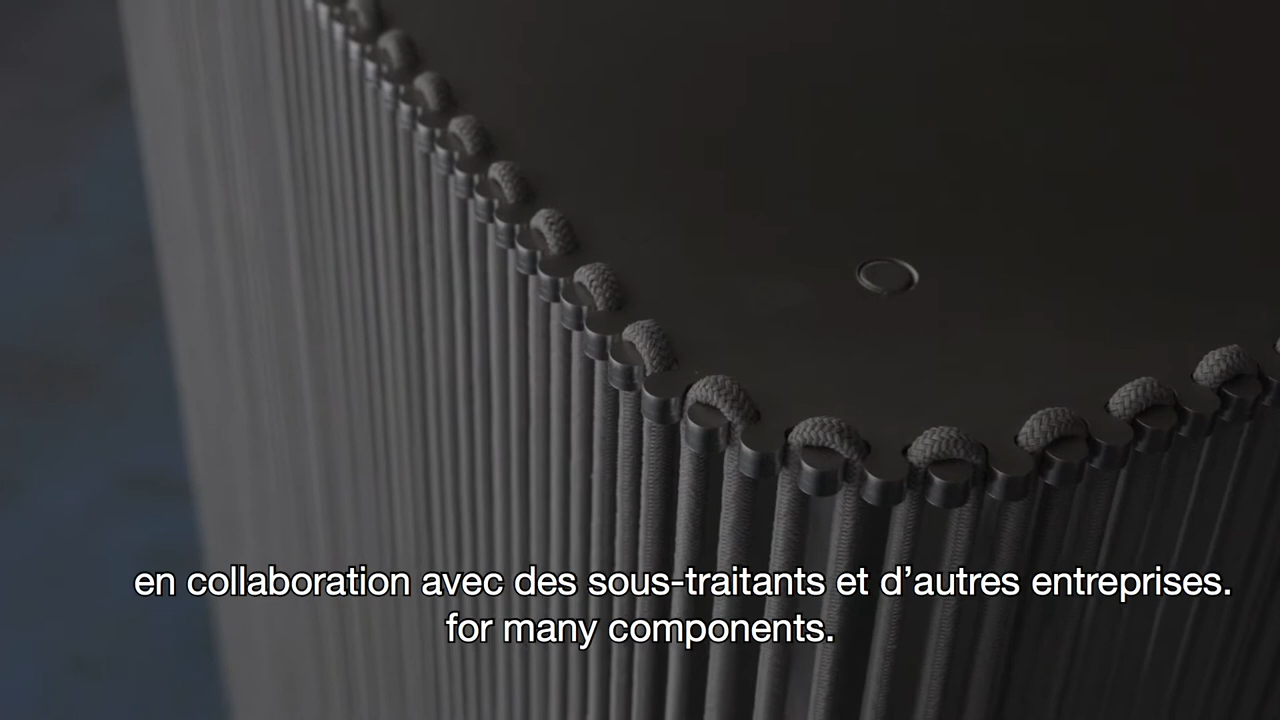 en collaboration avec des sous-traitants et d’autres entreprises.
for many components.